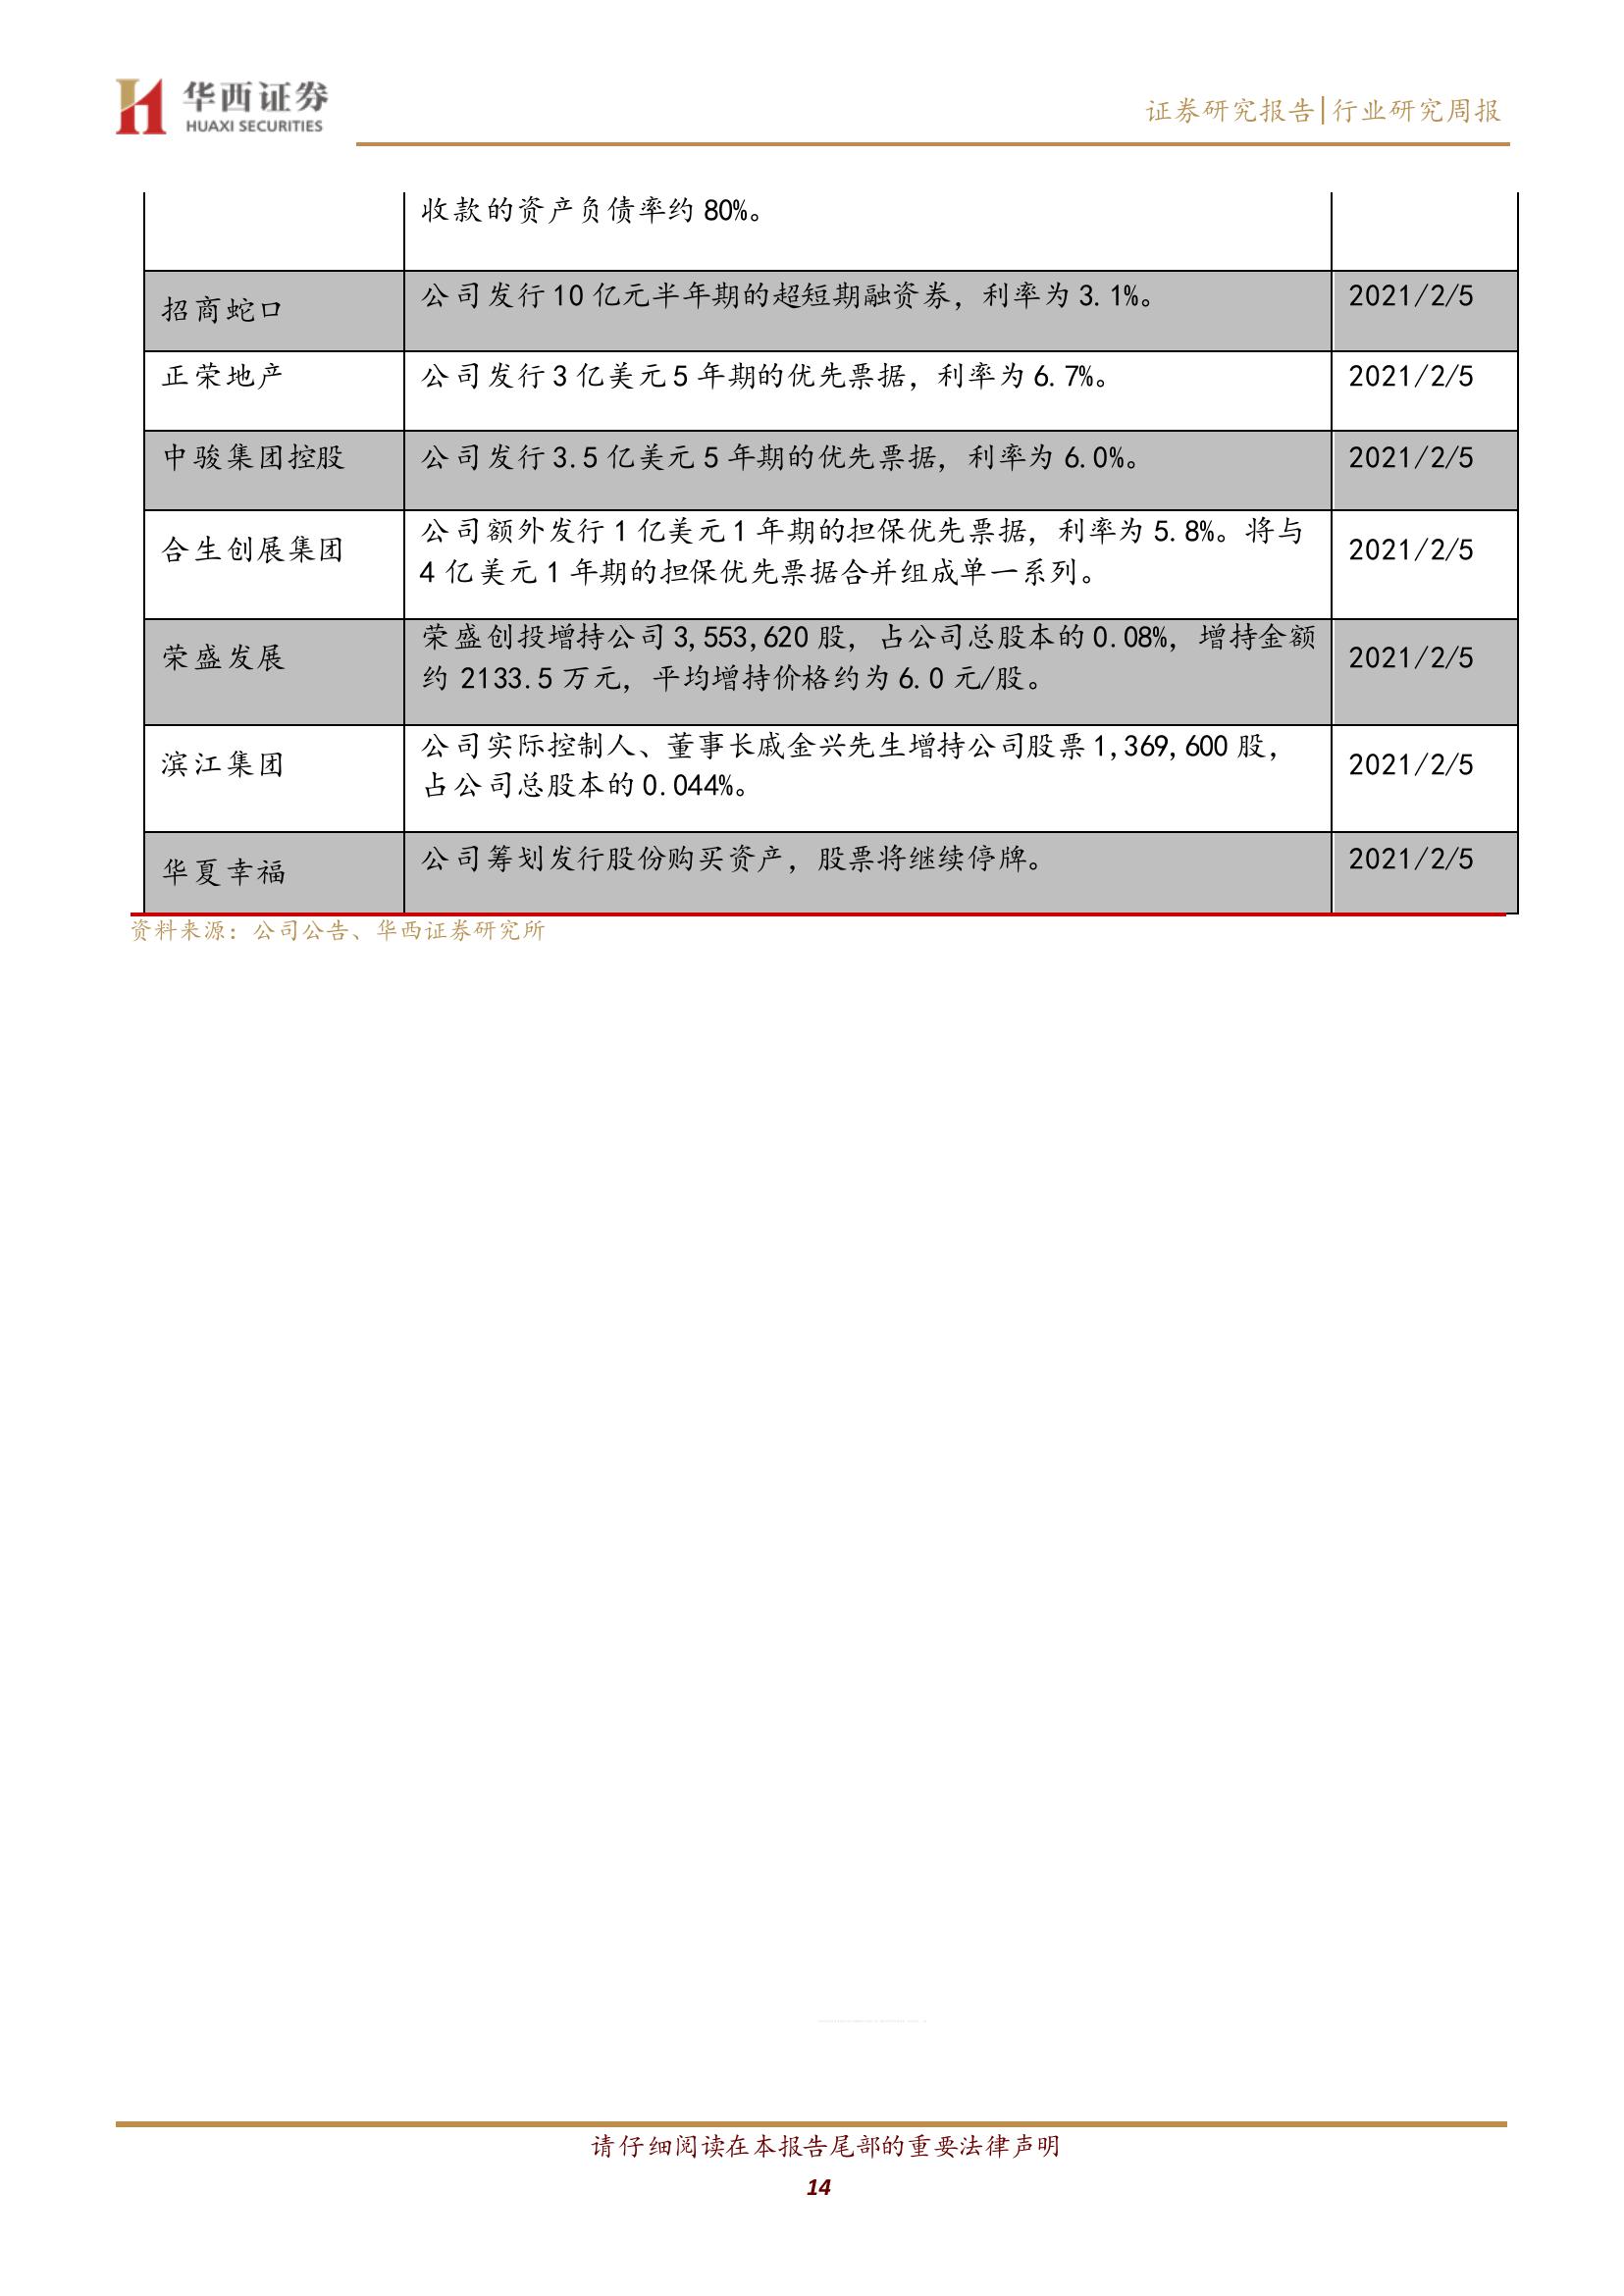 华西证券
HUAXI SECURITIES
证券研究报告|行业研究周报
收款的资产负债率约 80%。
招商蛇口
公司发行 10 亿元半年期的超短期融资券，利率为 3.1%。
2021/2/5
正荣地产
公司发行 3 亿美元 5 年期的优先票据，利率为 6.7%。
2021/2/5
中骏集团控股
公司发行 3.5 亿美元 5 年期的优先票据，利率为 6.0%。
2021/2/5
合生创展集团
公司额外发行 1 亿美元 1 年期的担保优先票据，利率为 5.8%。将与
4 亿美元 1 年期的担保优先票据合并组成单一系列。
2021/2/5
荣盛发展
荣盛创投增持公司 3,553,620 股，占公司总股本的 0.08%，增持金额
约 2133.5 万元，平均增持价格约为 6.0 元/股。
2021/2/5
滨江集团
公司实际控制人、董事长戚金兴先生增持公司股票 1,369,600 股，
占公司总股本的 0.044%。
2021/2/5
华夏幸福
公司筹划发行股份购买资产，股票将继续停牌。
2021/2/5
资料来源：公司公告、华西证券研究所
请仔细阅读在本报告尾部的重要法律声明
14